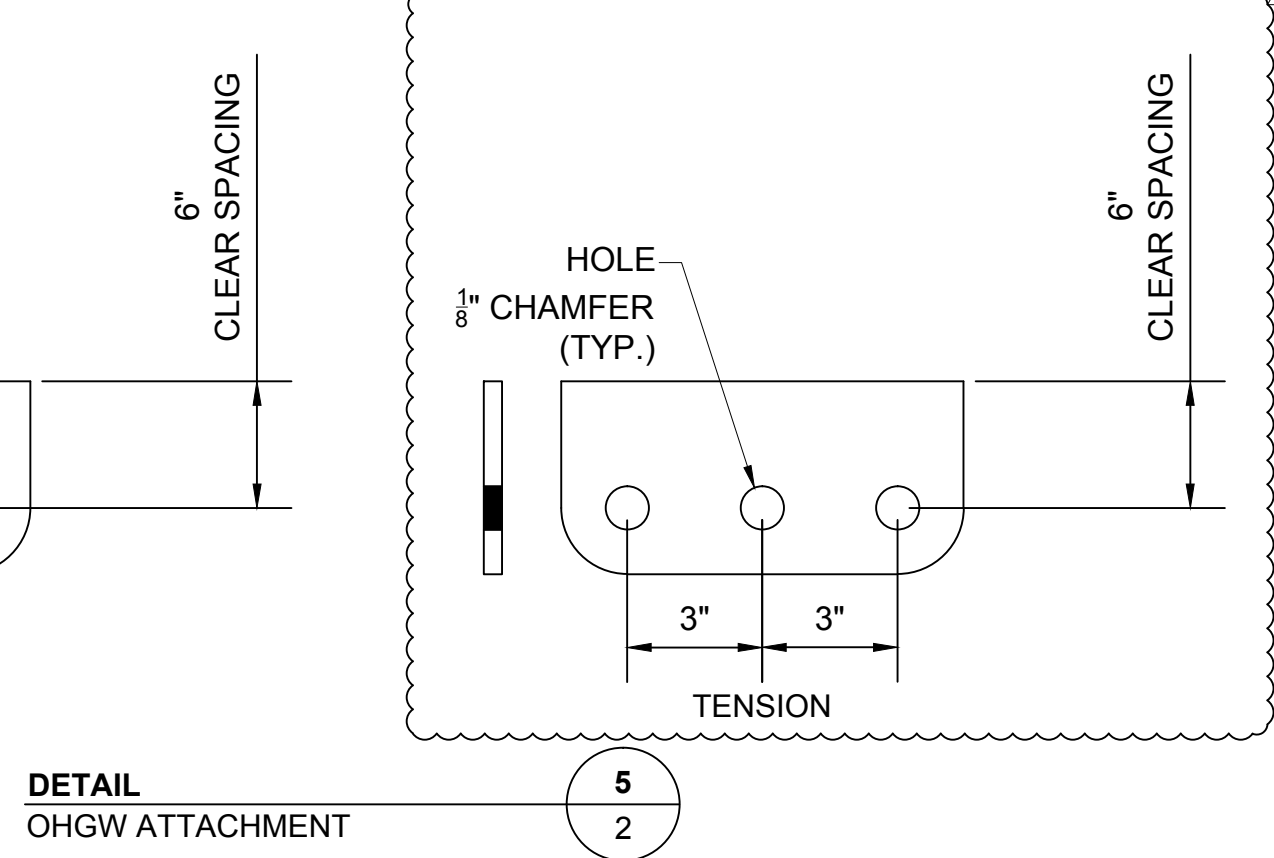 6"
CLEAR SPACING
HOLE
1/8" CHAMFER
(TYP.)
6"
CLEAR SPACING
3"
3"
TENSION
DETAIL
OHGW ATTACHMENT
5
2